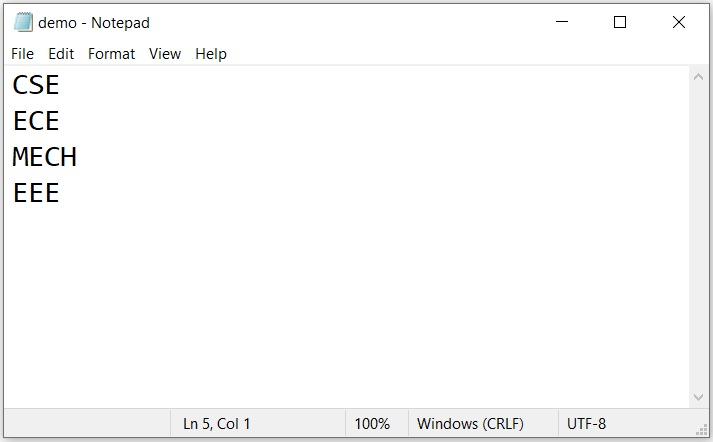 demo - Notepad
File Edit Format View Help
CSE
ECE
MECH
EEE
Ln 5, Col 1 100% Windows (CRLF) UTF-8